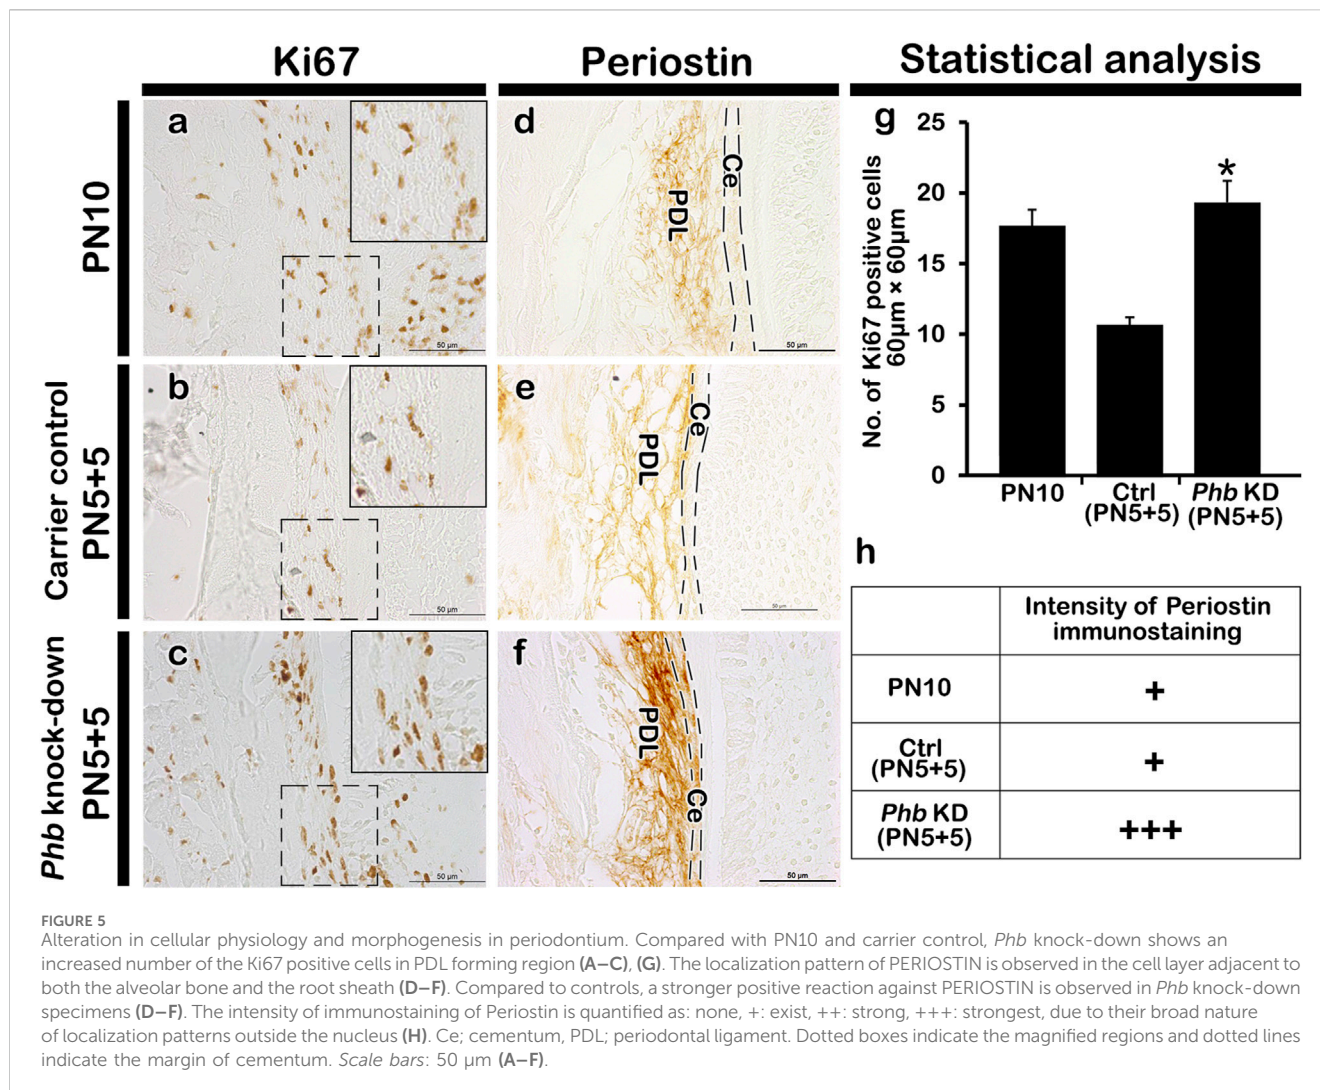 Ki67
Periostin
Statistical analysis
PN10
a
50 µm
d
PDL
Ce
50 µm
Carrier control
PN5+5
b
50 µm
e
PDL
Ce
50 µm
Phb knock-down
PN5+5
c
50 µm
f
PDL
Ce
50 µm
g
No. of Ki67 positive cells
60µm × 60µm
25
20
15
10
5
0
*
PN10
Ctrl
(PN5+5)
Phb KD
(PN5+5)
h
Intensity of Periostin
immunostaining
PN10
+
Ctrl
(PN5+5)
+
Phb KD
(PN5+5)
+++
FIGURE 5
Alteration in cellular physiology and morphogenesis in periodontium. Compared with PN10 and carrier control, Phb knock-down shows an
increased number of the Ki67 positive cells in PDL forming region (A–C), (G). The localization pattern of PERIOSTIN is observed in the cell layer adjacent to
both the alveolar bone and the root sheath (D–F). Compared to controls, a stronger positive reaction against PERIOSTIN is observed in Phb knock-down
specimens (D–F). The intensity of immunostaining of Periostin is quantified as: none, +: exist, ++: strong, +++: strongest, due to their broad nature
of localization patterns outside the nucleus (H). Ce; cementum, PDL; periodontal ligament. Dotted boxes indicate the magnified regions and dotted lines
indicate the margin of cementum. Scale bars: 50 µm (A–F).